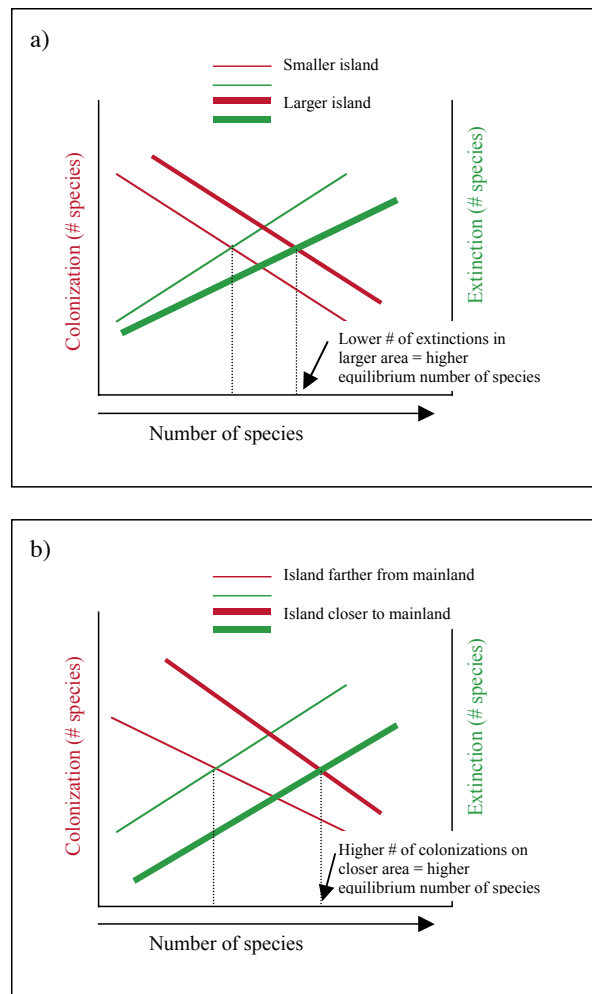 a)
Smaller island
Larger island
Colonization (# species)
Extinction (# species)
Lower # of extinctions in
larger area = higher
equilibrium number of species
Number of species
b)
Island farther from mainland
Island closer to mainland
Colonization (# species)
Extinction (# species)
Higher # of colonizations on
closer area = higher
equilibrium number of species
Number of species